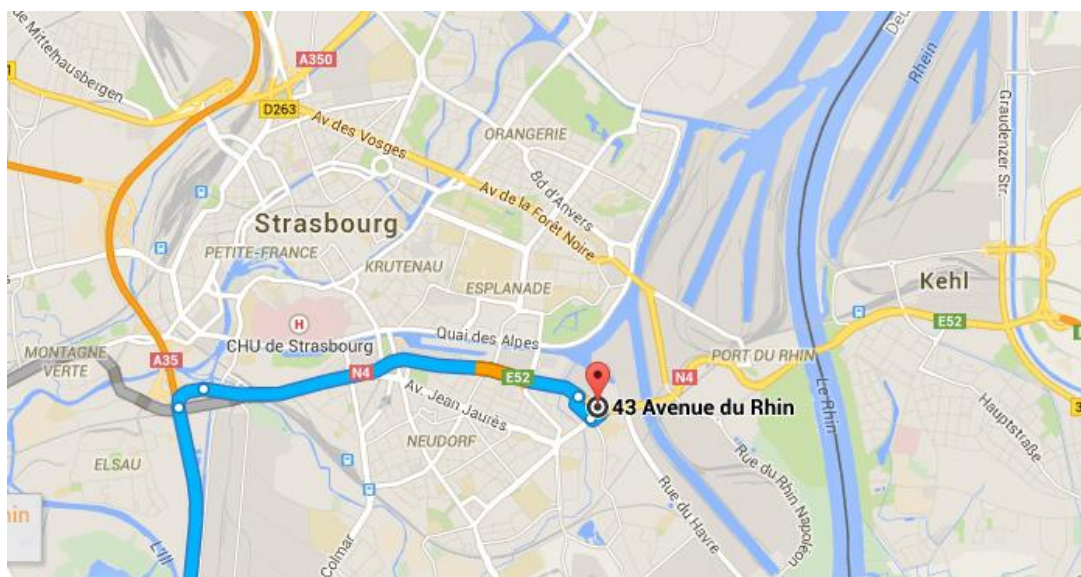 de Mittelhausbergen
A350
D263
Av des Vosges
ORANGERIE
Bd d'Anvers
Av de la Forêt Noire
Rhein
Graudenzer Str.
Strasbourg
PETITE-FRANCE
KRUTENAU
ESPLANADE
Kehl
H
CHU de Strasbourg
Quai des Alpes
E52
MONTAGNE
VERTE
A35
N4
E52
PORT DU RHIN
N4
Le Rhin
43 Avenue du Rhin
Av. Jean Jaurès
NEUDORF
Hauptstraße
ELSAU
Rue du Havre
Rue du Rhin Napoléon
L'Ill
Colmar